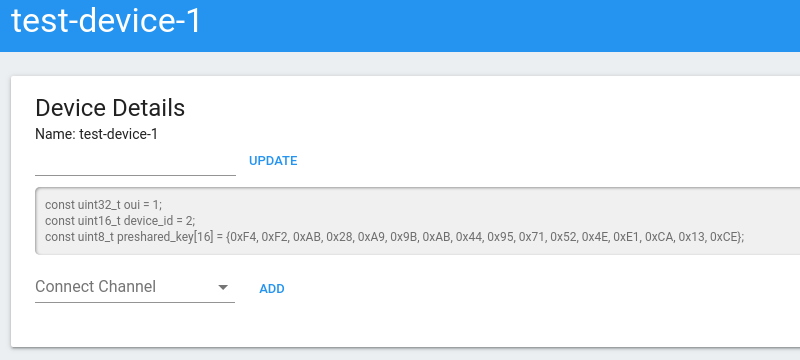 test-device-1
Device Details
Name: test-device-1
UPDATE
const uint32_t oui = 1;
const uint16_t device_id = 2;
const uint8_t preshared_key[16] = {0xF4, 0xF2, 0xAB, 0x28, 0xA9, 0x9B, 0xAB, 0x44, 0x95, 0x71, 0x52, 0x4E, 0xE1, 0xCA, 0x13, 0xCE};
Connect Channel ADD